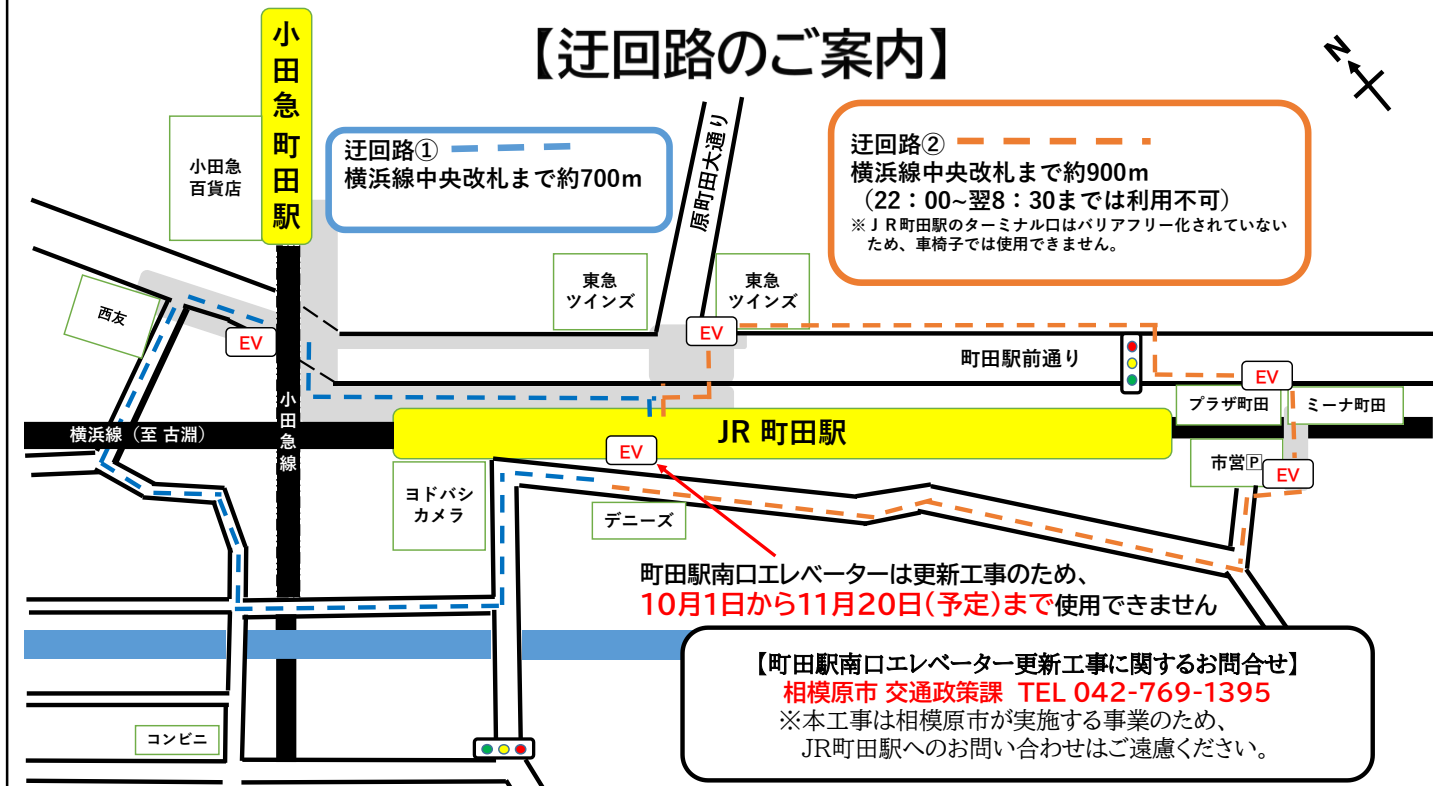 【迂回路のご案内】
N
小田急町田駅
小田急
百貨店
迂回路①
横浜線中央改札まで約700m
原町田大通り
迂回路②
横浜線中央改札まで約900m
（22：00~翌8：30までは利用不可）
※ＪＲ町田駅のターミナル口はバリアフリー化されていない
ため、車椅子では使用できません。
西友
EV
東急
ツインズ
東急
ツインズ
EV
町田駅前通り
EV
プラザ町田
ミーナ町田
小田急線
横浜線（至 古淵）
JR 町田駅
EV
市営🄿
EV
ヨドバシ
カメラ
デニーズ
町田駅南口エレベーターは更新工事のため、
10月1日から11月20日(予定)まで使用できません
【町田駅南口エレベーター更新工事に関するお問合せ】
相模原市 交通政策課 TEL 042-769-1395
※本工事は相模原市が実施する事業のため、
JR町田駅へのお問い合わせはご遠慮ください。
コンビニ